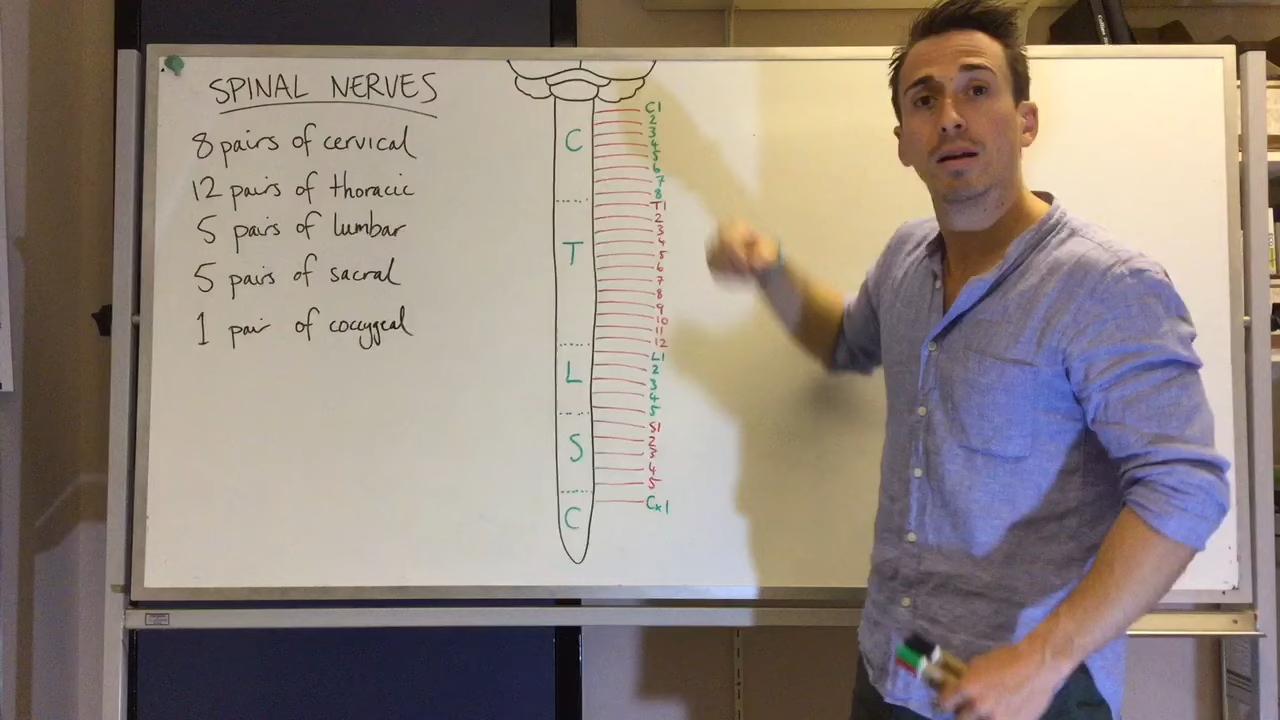 SPINAL NERVES
8 pairs of cervical
12 pairs of thoracic
5 pairs of lumbar
5 pairs of sacral
1 pair of coccygeal
C
T
L
S
C
C1
2
3
4
5
6
7
8
T1
2
3
4
5
6
7
8
9
10
11
12
L1
2
3
4
5
S1
2
3
4
5
Cx1